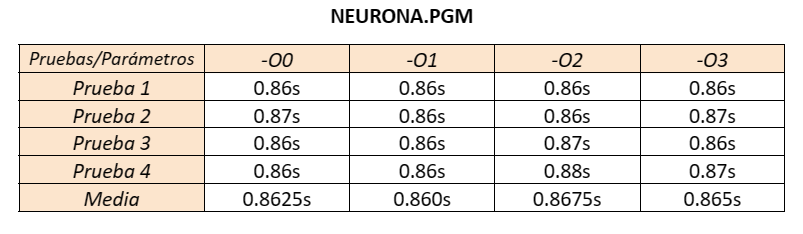 NEURONA.PGM
Pruebas/Parámetros -O0 -O1 -O2 -O3
Prueba 1 0.86s 0.86s 0.86s 0.86s
Prueba 2 0.87s 0.86s 0.86s 0.87s
Prueba 3 0.86s 0.86s 0.87s 0.86s
Prueba 4 0.86s 0.86s 0.88s 0.87s
Media 0.8625s 0.860s 0.8675s 0.865s